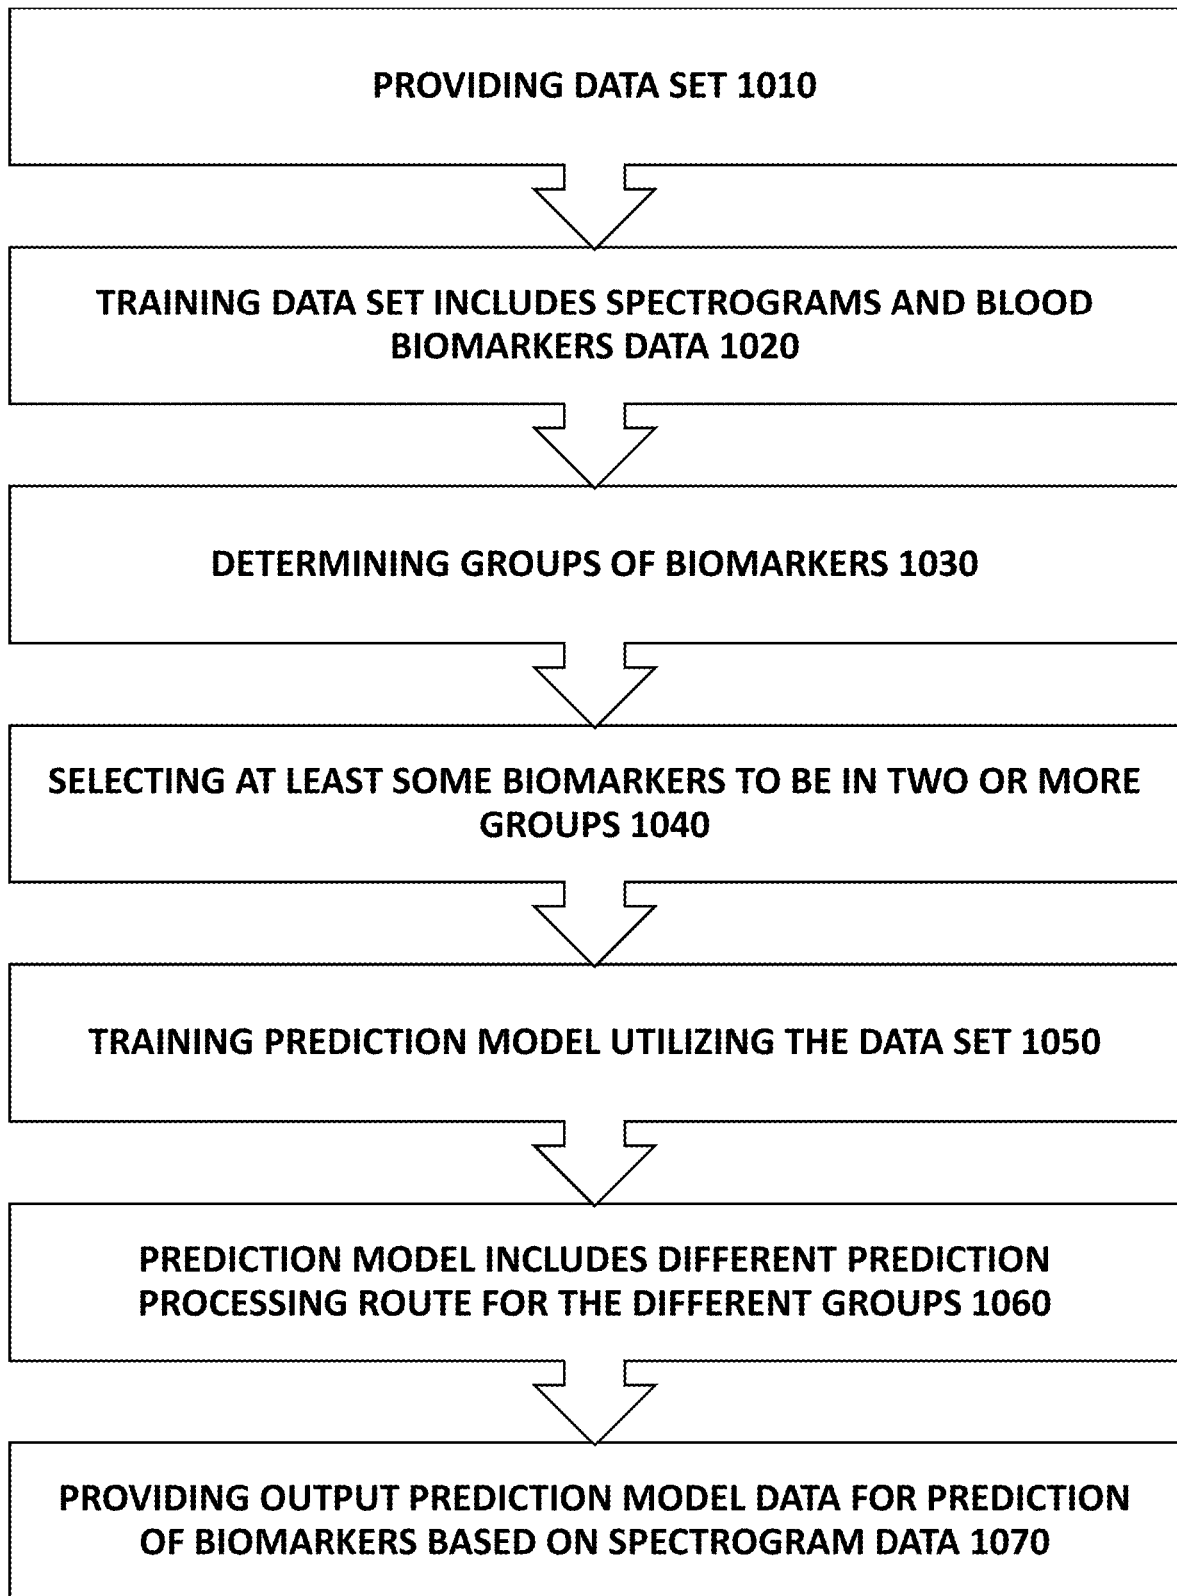 PROVIDING DATA SET 1010
TRAINING DATA SET INCLUDES SPECTROGRAMS AND BLOOD
BIOMARKERS DATA 1020
DETERMINING GROUPS OF BIOMARKERS 1030
SELECTING AT LEAST SOME BIOMARKERS TO BE IN TWO OR MORE
GROUPS 1040
TRAINING PREDICTION MODEL UTILIZING THE DATA SET 1050
PREDICTION MODEL INCLUDES DIFFERENT PREDICTION
PROCESSING ROUTE FOR THE DIFFERENT GROUPS 1060
PROVIDING OUTPUT PREDICTION MODEL DATA FOR PREDICTION
OF BIOMARKERS BASED ON SPECTROGRAM DATA 1070